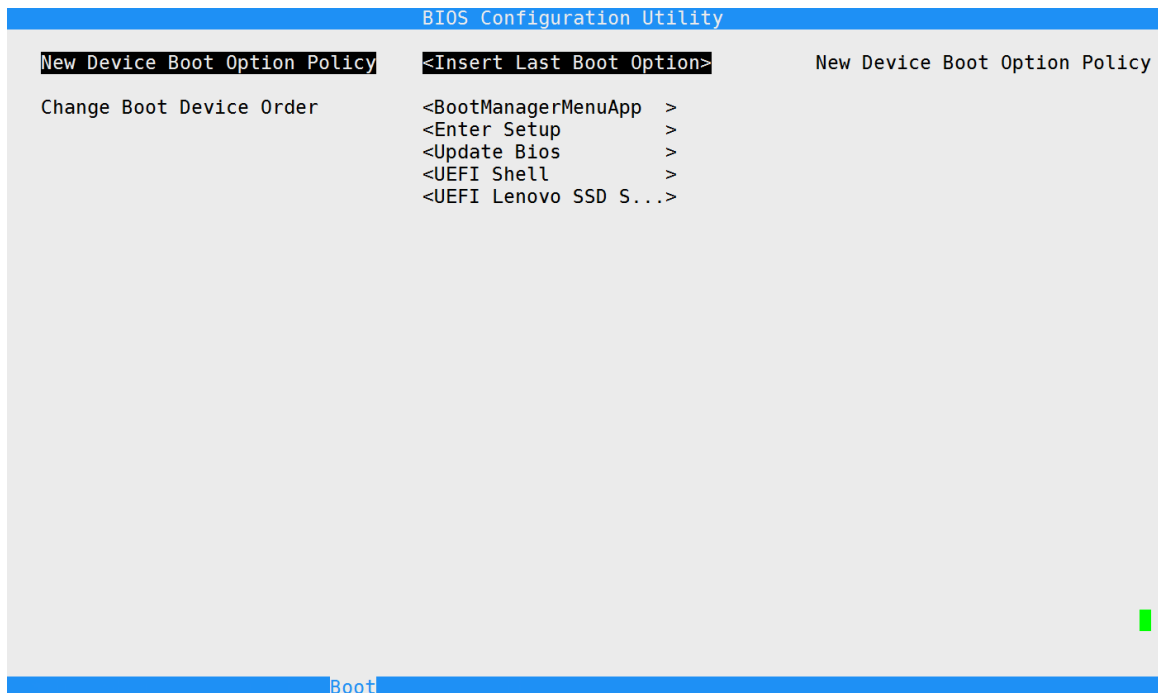 BIOS Configuration Utility
New Device Boot Option Policy <Insert Last Boot Option> New Device Boot Option Policy
Change Boot Device Order <BootManagerMenuApp >
<Enter Setup >
<Update Bios >
<UEFI Shell >
<UEFI Lenovo SSD S...>
Boot